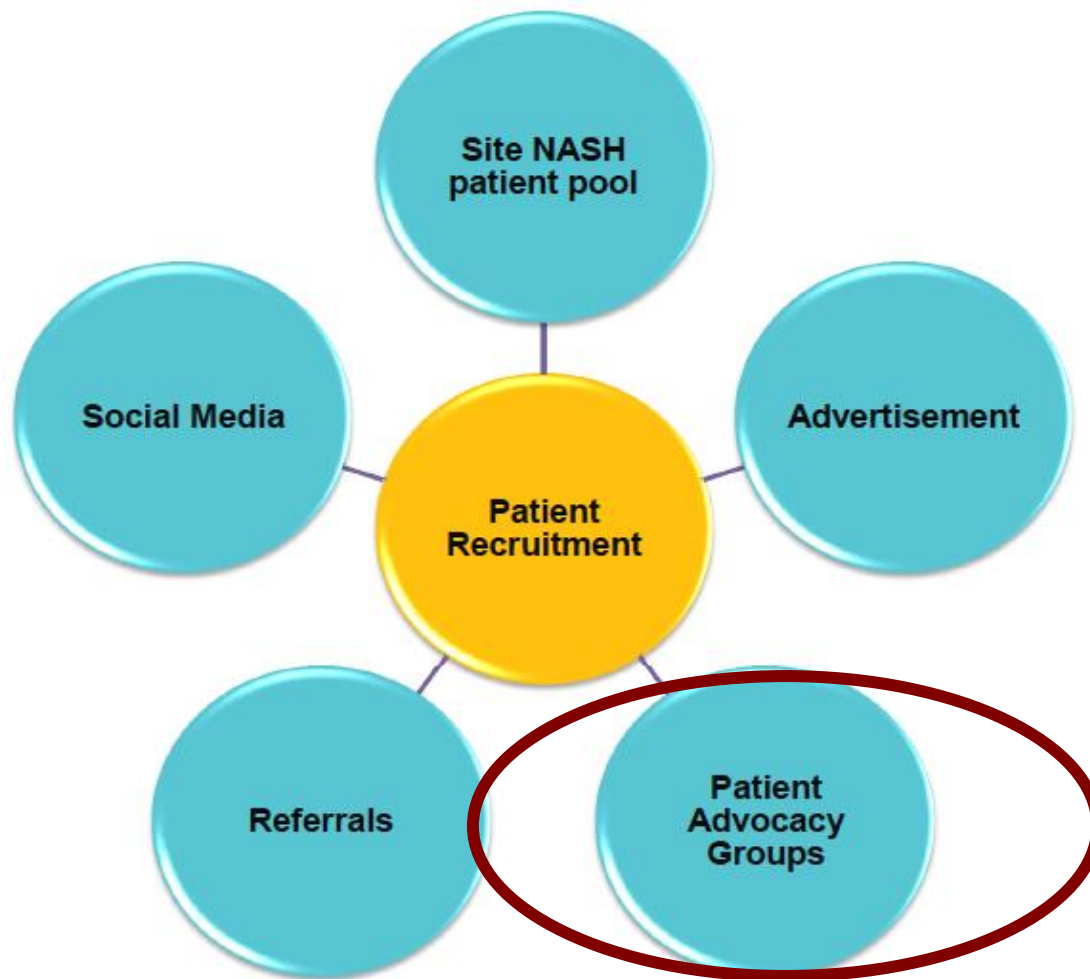 Site NASH
patient pool
Social Media
Advertisement
Patient
Recruitment
Referrals
Patient
Advocacy
Groups